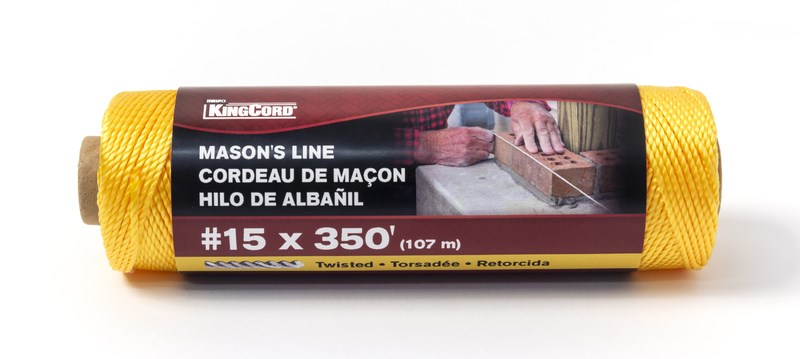 KINGCORD
MASON'S LINE
CORDEAU DE MAÇON
HILO DE ALBAÑIL
#15 x 350' (107 m)
Twisted • Torsadée • Retorcida